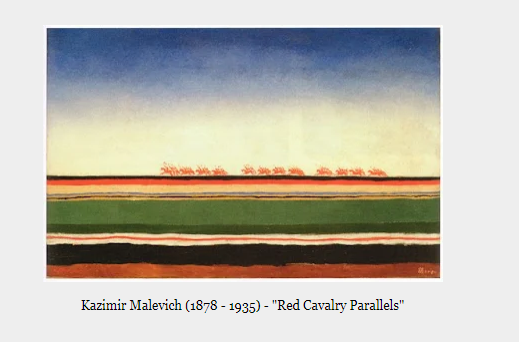 Kazimir Malevich (1878 - 1935) - "Red Cavalry Parallels"